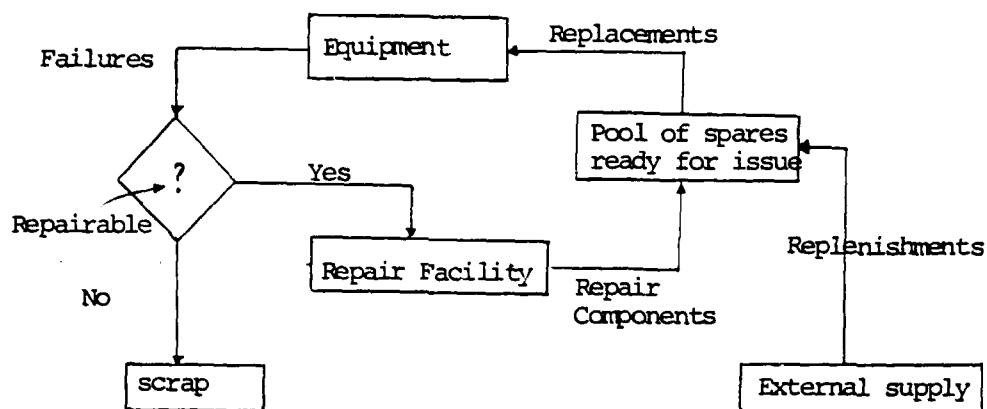 Equipment
Replacements
Failures
Pool of spares
ready for issue
?
Yes
Repairable
Replenishments
Repair Facility
Repair
Components
No
scrap
External supply